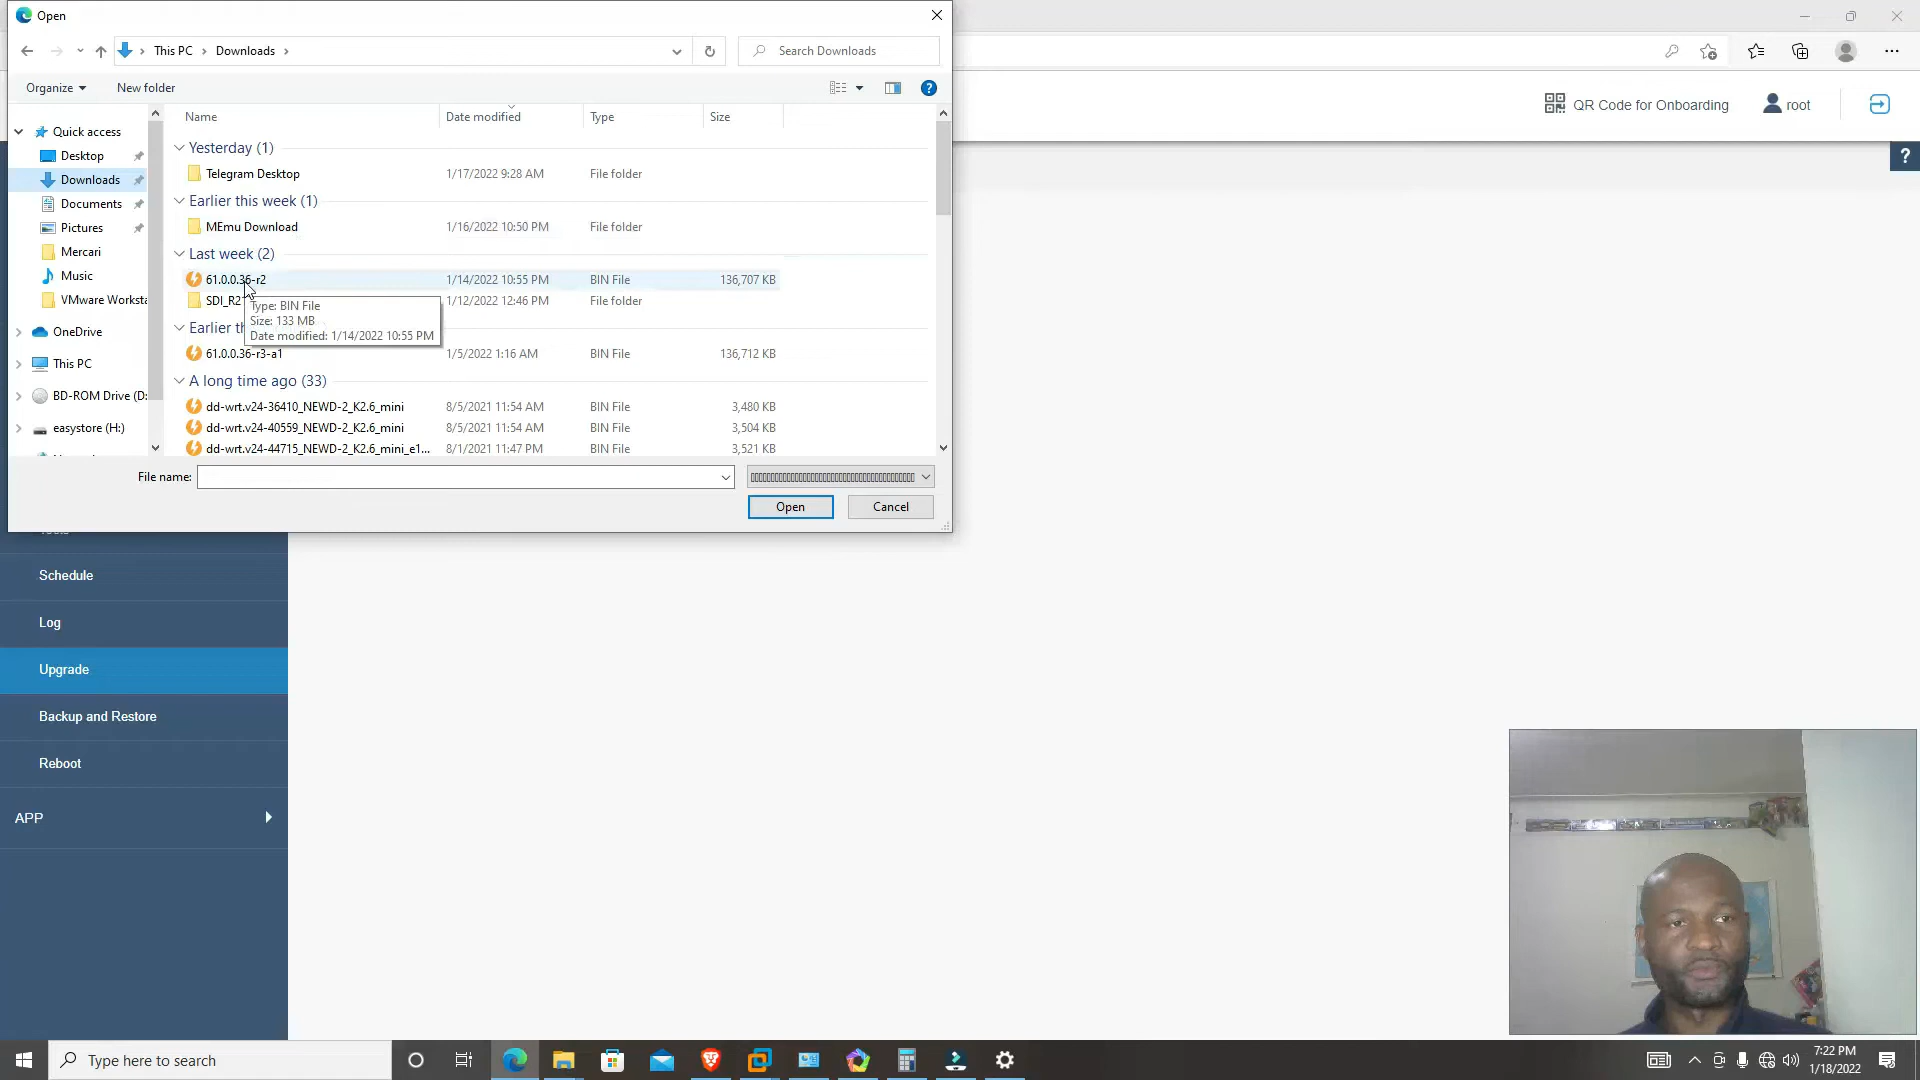 Open
This PC
Downloads
Search Downloads
Organize
New folder
Name
Date modified
Type
Size
Quick access
Desktop
Downloads
Documents
Pictures
Mercari
Music
VMware Worksta
OneDrive
This PC
BD-ROM Drive (D:
easystore (H:)
Yesterday (1)
Telegram Desktop 1/17/2022 9:28 AM File folder
Earlier this week (1)
MEmu Download 1/16/2022 10:50 PM File folder
Last week (2)
61.0.0.36-r2 1/14/2022 10:55 PM BIN File 136,707 KB
SDI_R2 1/12/2022 12:46 PM File folder
Type: BIN File
Size: 133 MB
Date modified: 1/14/2022 10:55 PM
Earlier th
61.0.0.36-r3-a1 1/5/2022 1:16 AM BIN File 136,712 KB
A long time ago (33)
dd-wrt.v24-36410_NEWD-2_K2.6_mini 8/5/2021 11:54 AM BIN File 3,480 KB
dd-wrt.v24-40559_NEWD-2_K2.6_mini 8/5/2021 11:54 AM BIN File 3,504 KB
dd-wrt.v24-44715_NEWD-2_K2.6_mini_e1... 8/1/2021 11:47 PM BIN File 3,521 KB
File name:
Open
Cancel
QR Code for Onboarding
root
?
Schedule
Log
Upgrade
Backup and Restore
Reboot
APP
Type here to search
7:22 PM
1/18/2022